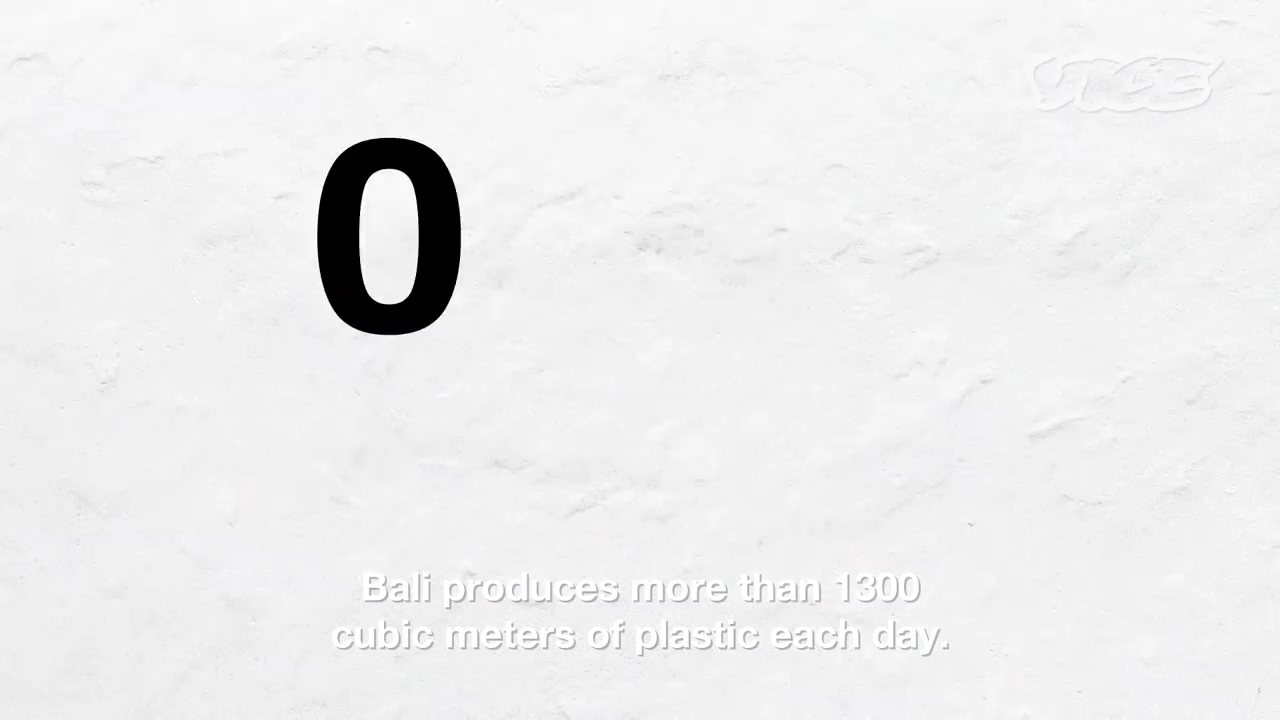 VICE
0
Bali produces more than 1300
cubic meters of plastic each day.